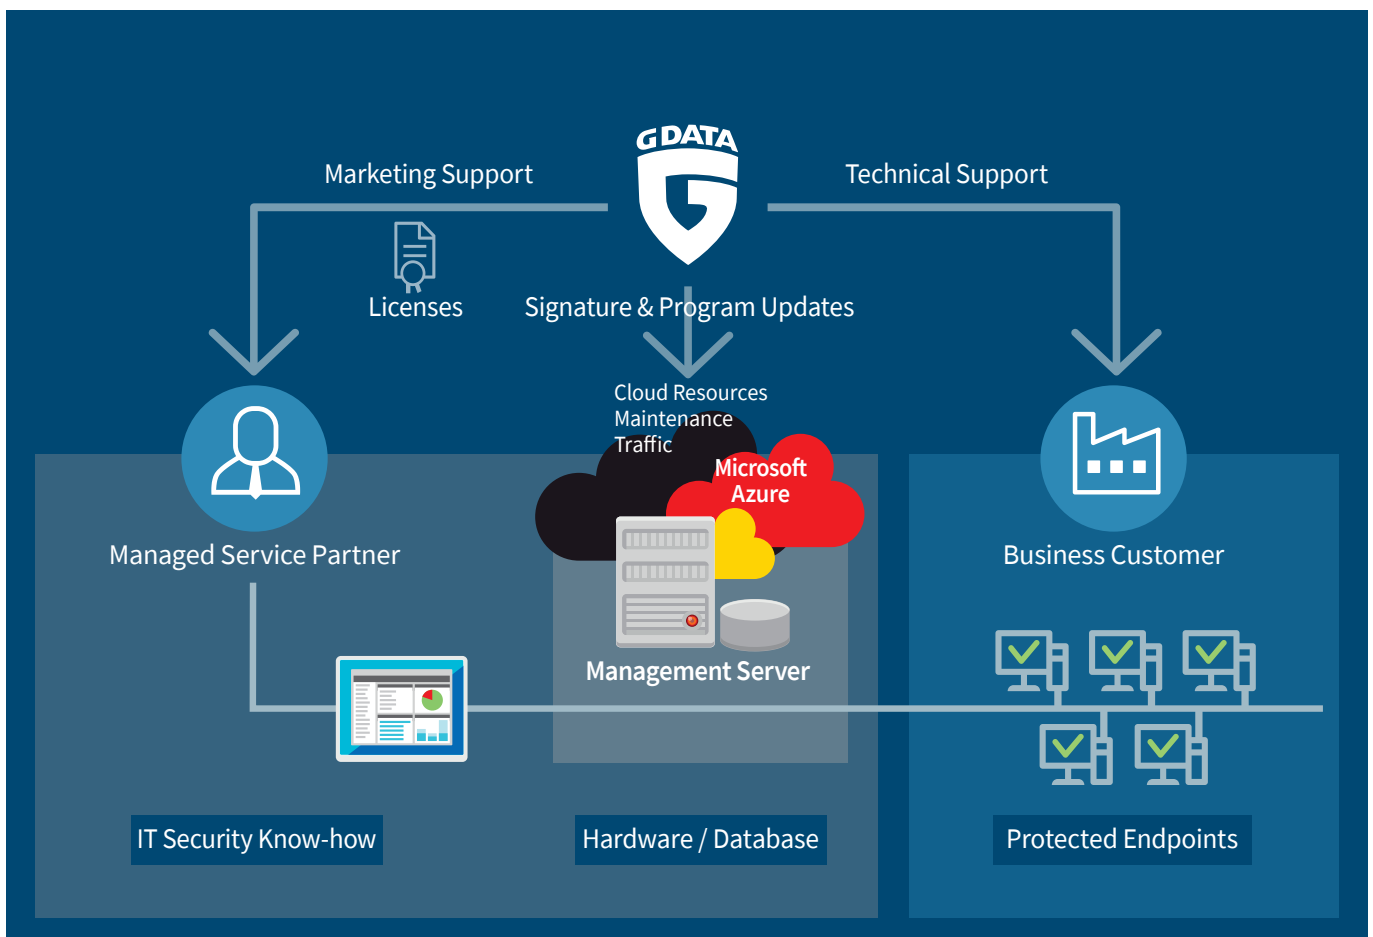 G DATA
Marketing Support
Technical Support
Licenses
Signature & Program Updates
Cloud Resources
Maintenance
Traffic
Microsoft
Azure
Managed Service Partner
Business Customer
Management Server
IT Security Know-how
Hardware / Database
Protected Endpoints